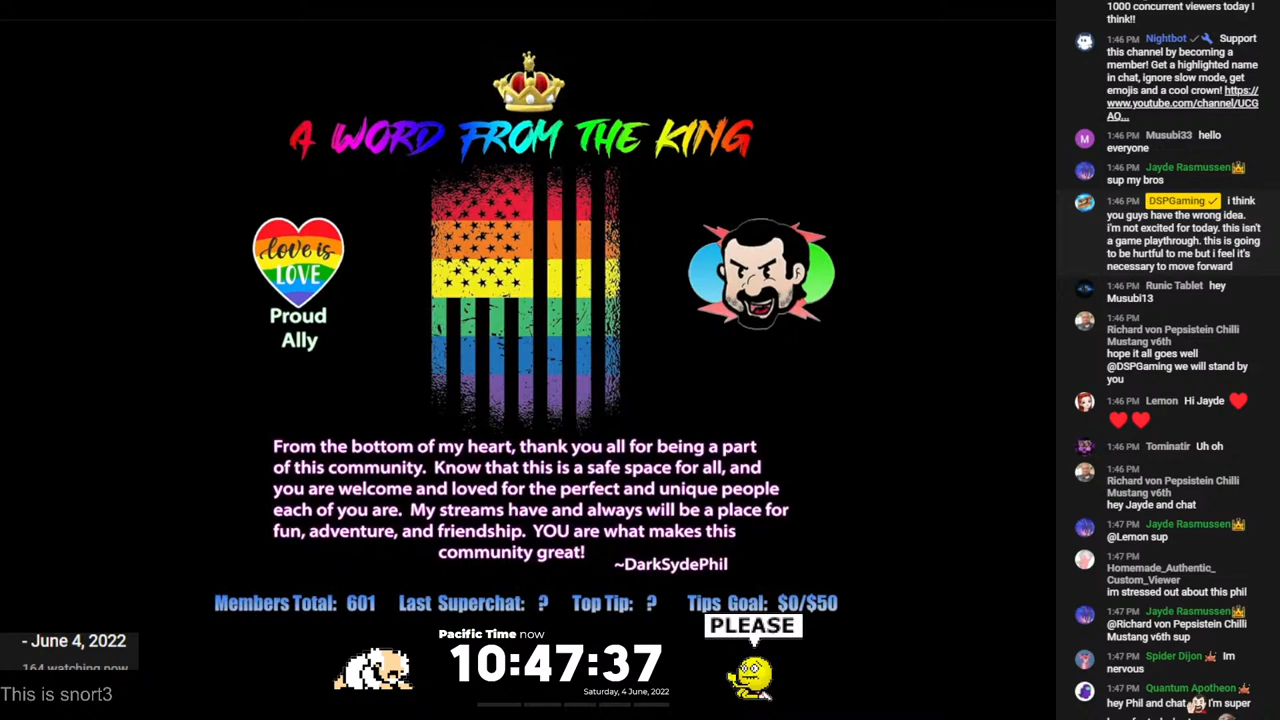 A WORD FROM THE KING
love is
LOVE
Proud
Ally
From the bottom of my heart, thank you all for being a part
of this community. Know that this is a safe space for all, and
you are welcome and loved for the perfect and unique people
each of you are. My streams have and always will be a place for
fun, adventure, and friendship. YOU are what makes this
community great!
~DarkSydePhil
Members Total: 601 Last Superchat: ? Top Tip: ? Tips Goal: $0/$50
PLEASE
Pacific Time now
10:47:37
Saturday, 4 June, 2022
- June 4, 2022
164 watching now
This is snort3
1000 concurrent viewers today I
think!!
1:46 PM Nightbot Support
this channel by becoming a
member! Get a highlighted name
in chat, ignore slow mode, get
emojis and a cool crown! https://
www.youtube.com/channel/UCG
AO...
M 1:46 PM Musubi33 hello
everyone
1:46 PM Jayde Rasmussen
sup my bros
1:46 PM DSPGaming i think
you guys have the wrong idea.
i'm not excited for today. this isn't
a game playthrough. this is going
to be hurtful to me but i feel it's
necessary to move forward
1:46 PM Runic Tablet hey
Musubi13
1:46 PM
Richard von Pepsistein Chilli
Mustang v6th
hope it all goes well
@DSPGaming we will stand by
you
1:46 PM Lemon Hi Jayde
1:46 PM Tominatir Uh oh
1:46 PM
Richard von Pepsistein Chilli
Mustang v6th
hey Jayde and chat
1:47 PM Jayde Rasmussen
@Lemon sup
1:47 PM
Homemade_Authentic_
Custom_Viewer
im stressed out about this phil
1:47 PM Jayde Rasmussen
@Richard von Pepsistein Chilli
Mustang v6th sup
1:47 PM Spider Dijon Im
nervous
1:47 PM Quantum Apotheon
hey Phil and chat I'm super